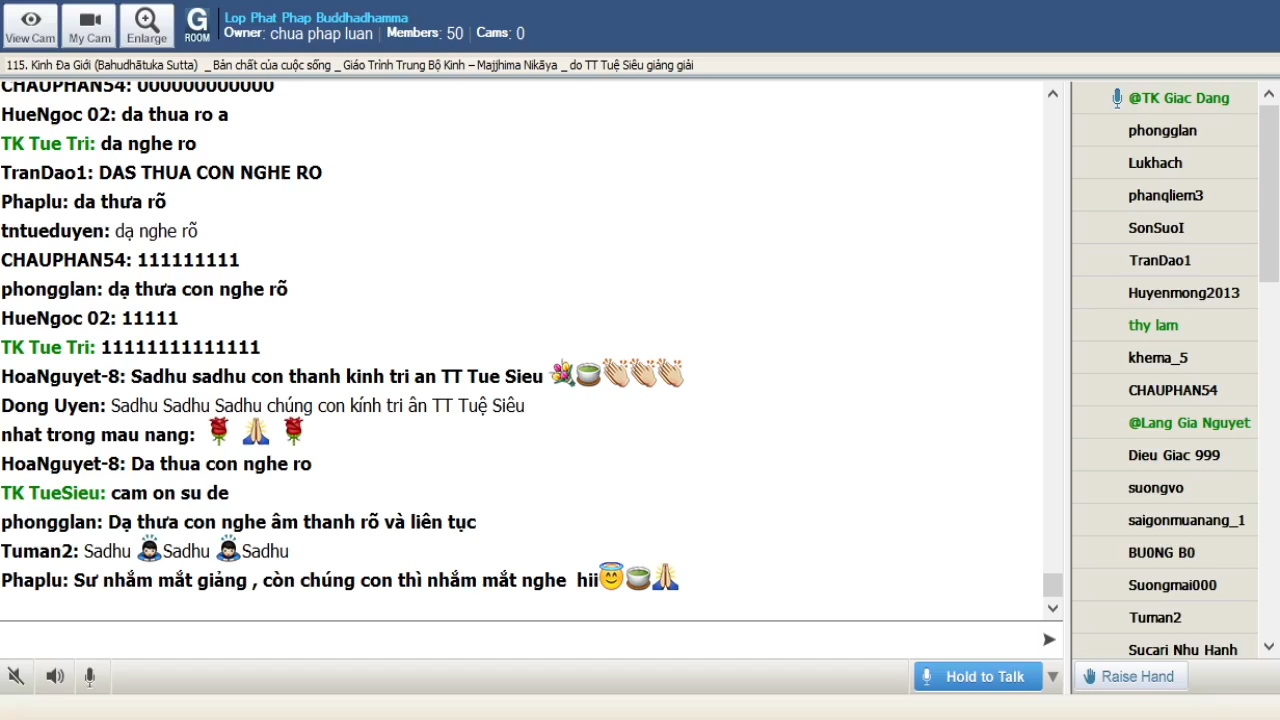 View Cam
My Cam
Enlarge
G
ROOM
Lop Phat Phap Buddhadhamma
Owner: chua phap luan | Members: 50 | Cams: 0
115. Kinh Đa Giới (Bahudhātuka Sutta) _ Bản chất của cuộc sống _ Giáo Trình Trung Bộ Kinh – Majjhima Nikāya _ do TT Tuệ Siêu giảng giải
CHAUPHAN54: 000000000000
HueNgoc 02: da thua ro a
TK Tue Tri: da nghe ro
TranDao1: DAS THUA CON NGHE RO
Phaplu: da thưa rõ
tntueduyen: dạ nghe rõ
CHAUPHAN54: 111111111
phongglan: dạ thưa con nghe rõ
HueNgoc 02: 11111
TK Tue Tri: 11111111111111
HoaNguyet-8: Sadhu sadhu con thanh kinh tri an TT Tue Sieu 💐🍵👏👏👏
Dong Uyen: Sadhu Sadhu Sadhu chúng con kính tri ân TT Tuệ Siêu
nhat trong mau nang: 🌹 🙏 🌹
HoaNguyet-8: Da thua con nghe ro
TK TueSieu: cam on su de
phongglan: Dạ thưa con nghe âm thanh rõ và liên tục
Tuman2: Sadhu 🙇Sadhu 🙇Sadhu
Phaplu: Sư nhắm mắt giảng , còn chúng con thì nhắm mắt nghe hii😇🍵🙏
@TK Giac Dang
phongglan
Lukhach
phanqliem3
SonSuoI
TranDao1
Huyenmong2013
thy lam
khema_5
CHAUPHAN54
@Lang Gia Nguyet
Dieu Giac 999
suongvo
saigonmuanang_1
BU0NG B0
Suongmai000
Tuman2
Sucari Nhu Hanh
Hold to Talk
Raise Hand